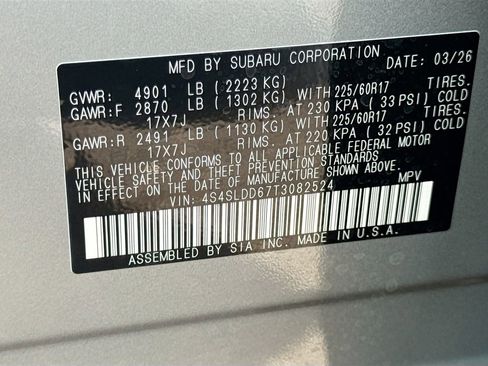 MFD BY SUBARU CORPORATION DATE 03/26
GVWR: 4901 LB (2223 KG)
GAWR:F 2870 LB (1302 KG) WITH 225/60R17 TIRES.
17X7J RIMS. AT 230 KPA (33 PSI) COLD
GAWR:R 2491 LB (1130 KG) WITH 225/60R17 TIRES.
17X7J RIMS. AT 220 KPA (32 PSI) COLD
THIS VEHICLE CONFORMS TO ALL APPLICABLE FEDERAL MOTOR
VEHICLE SAFETY AND THEFT PREVENTION STANDARDS
IN EFFECT ON THE DATE OF MANUFACTURE SHOWN ABOVE.
VIN: 4S4SLDD67T3082524 MPV
ASSEMBLED BY SIA INC. MADE IN U.S.A.